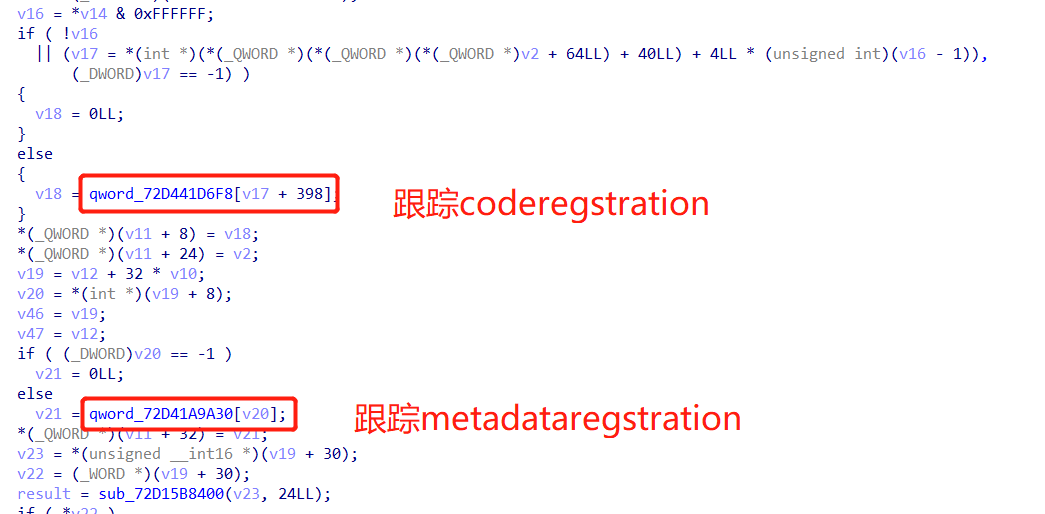 v16 = *v14 & 0xFFFFFF;
if ( !v16
|| (v17 = *(int *)(*(_QWORD *)(*(_QWORD *)(*(_QWORD *)v2 + 64LL) + 40LL) + 4LL * (unsigned int)(v16 - 1)),
(_DWORD)v17 == -1) )
{
v18 = 0LL;
}
else
{
v18 = qword_72D441D6F8[v17 + 398];
跟踪coderegstration
}
*(_QWORD *)(v11 + 8) = v18;
*(_QWORD *)(v11 + 24) = v2;
v19 = v12 + 32 * v10;
v20 = *(int *)(v19 + 8);
v46 = v19;
v47 = v12;
if ( (_DWORD)v20 == -1 )
v21 = 0LL;
else
v21 = qword_72D41A9A30[v20];
跟踪metadataregstration
*(_QWORD *)(v11 + 32) = v21;
v23 = *(unsigned __int16 *)(v19 + 30);
v22 = (_WORD *)(v19 + 30);
result = sub_72D15B8400(v23, 24LL);
if ( *v22 )